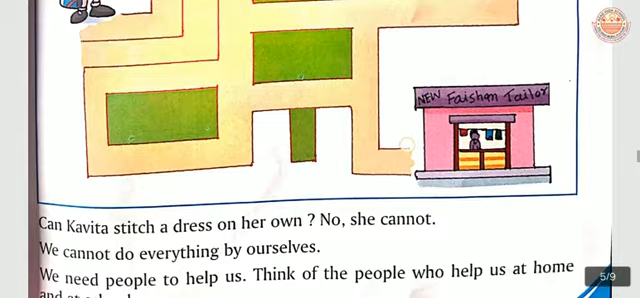 NEW Faishon Tailor
Can Kavita stitch a dress on her own ? No, she cannot.
We cannot do everything by ourselves.
We need people to help us. Think of the people who help us at home
5/9